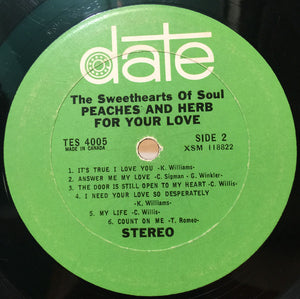 date
The Sweethearts Of Soul
PEACHES AND HERB
FOR YOUR LOVE
TES 4005
MADE IN CANADA
SIDE 2
XSM 118822
1. IT'S TRUE I LOVE YOU -K. Williams-
2. ANSWER ME MY LOVE -C. Sigman - G. Winkler-
3. THE DOOR IS STILL OPEN TO MY HEART -C. Willis-
4. I NEED YOUR LOVE SO DESPERATELY
-K. Williams-
5. MY LIFE -C. Willis-
6. COUNT ON ME -T. Romeo-
STEREO